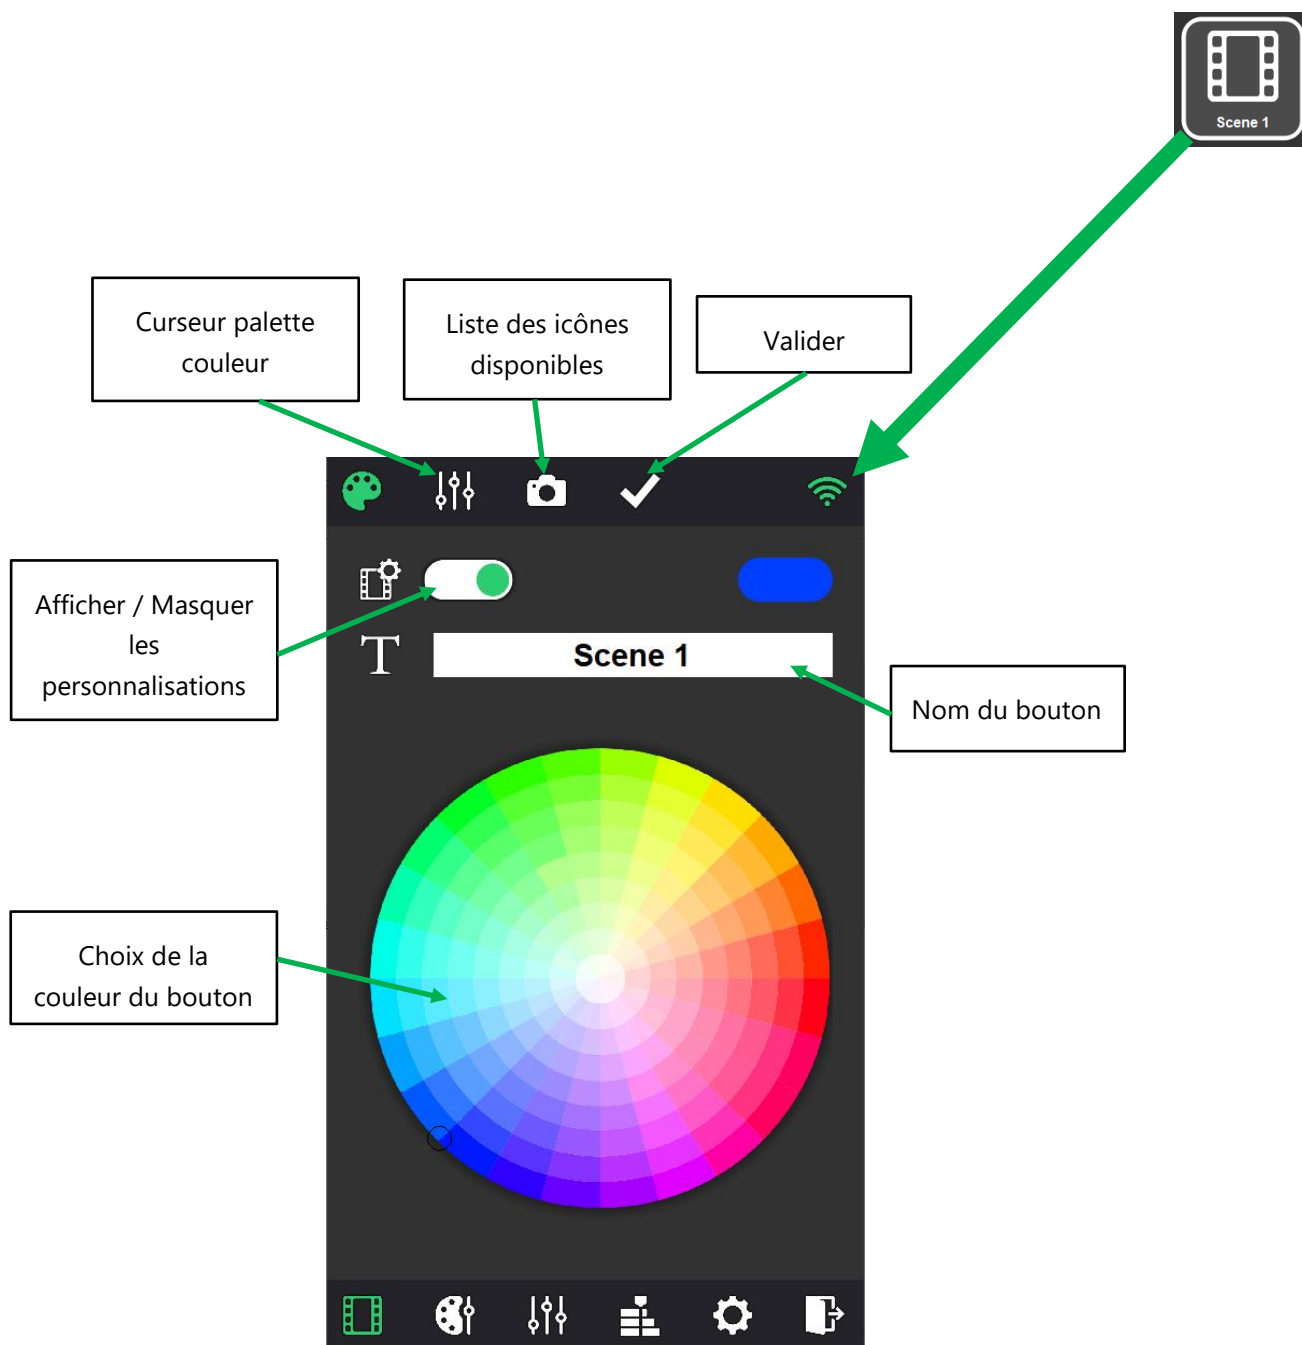 Scene 1
Curseur palette
couleur
Liste des icônes
disponibles
Valider
Afficher / Masquer
les
personnalisations
T
Scene 1
Nom du bouton
Choix de la
couleur du bouton